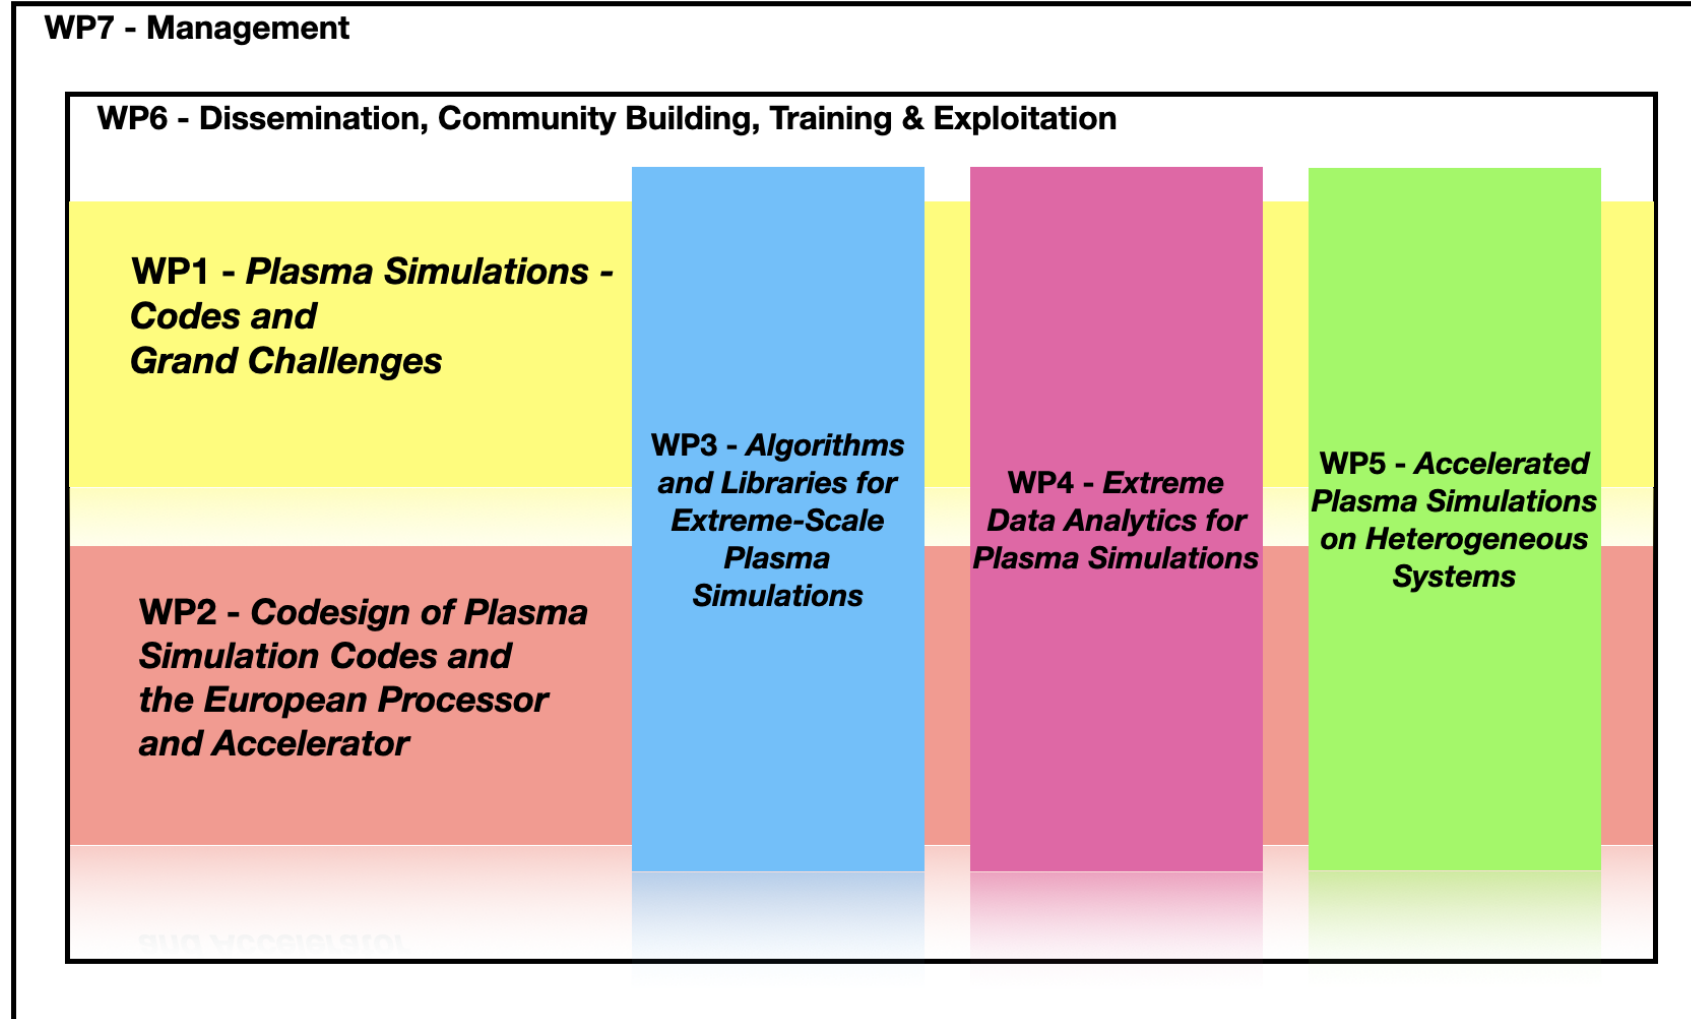 WP7 - Management
WP6 - Dissemination, Community Building, Training & Exploitation
WP1 - Plasma Simulations -
Codes and
Grand Challenges
WP2 - Codesign of Plasma
Simulation Codes and
the European Processor
and Accelerator
WP3 - Algorithms
and Libraries for
Extreme-Scale
Plasma
Simulations
WP4 - Extreme
Data Analytics for
Plasma Simulations
WP5 - Accelerated
Plasma Simulations
on Heterogeneous
Systems